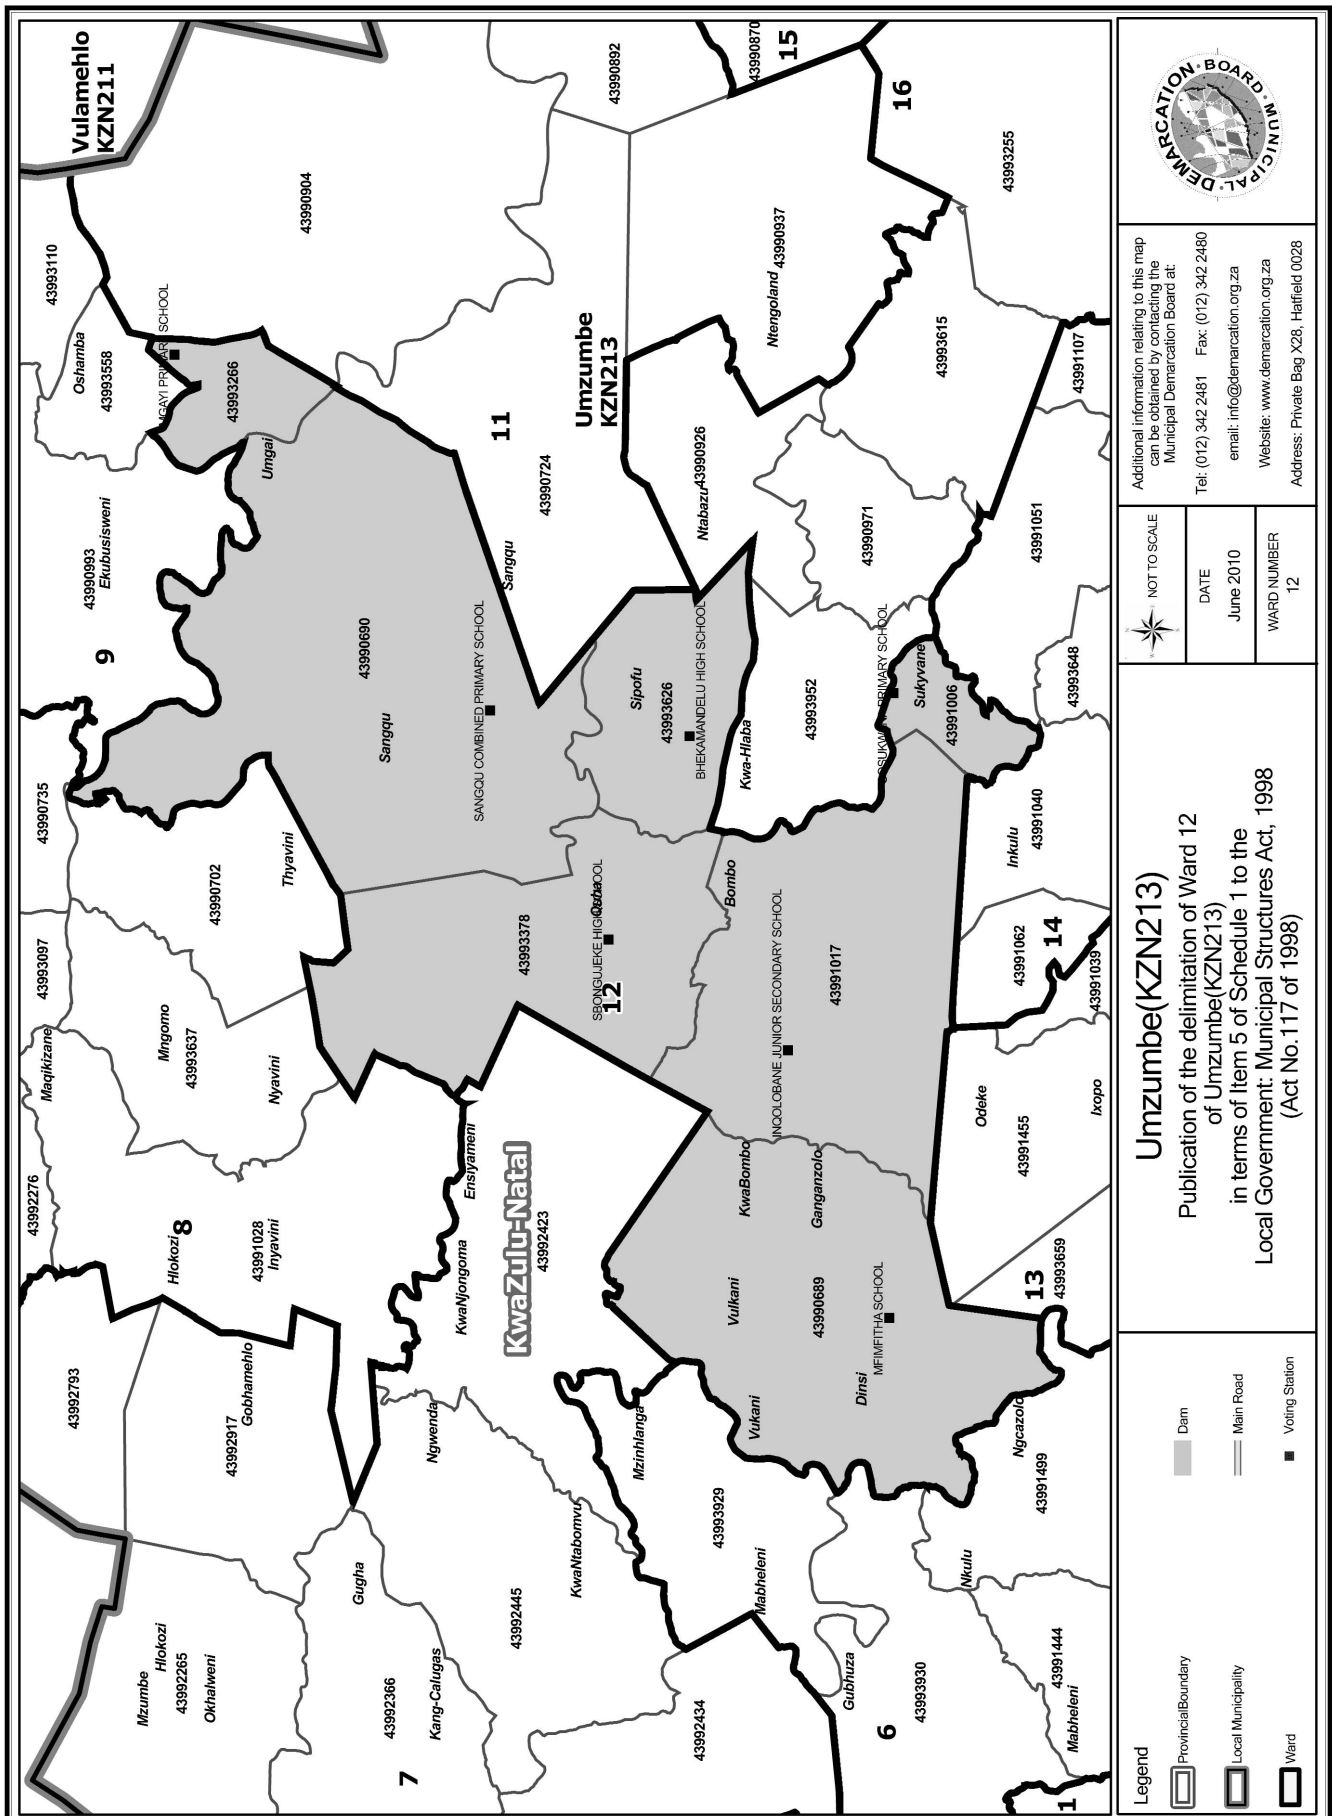 Vulamehlo
KZN211
43990892
43990870
15
16
43993110
43990904
43993255
Oshamba
43993558
SCHOOL
43993266
Umgai
Ntengoland
43990937
43993615
43991107
Umzumbe
KZN213
11
43990724
Sangqu
Ntabazu
43990926
43990971
43991051
43990993
Ekubusisweni
9
43990690
Sangqu
SANGQU COMBINED PRIMARY SCHOOL
Sipofu
43993626
BHEKAMANDELU HIGH SCHOOL
Kwa-Hlaba
43993952
PRIMARY SCHOOL
Sukyvane
43991006
43993648
43990735
43990702
Thyavini
43993378
SBONGUJEKE HIGH SCHOOL
12
Bombo
INQOLOBANE JUNIOR SECONDARY SCHOOL
43991017
Inkulu
43991040
43991062
14
43991039
43993097
Maqikizane
Mngomo
43993637
Nyavini
43992276
Hlokozi
8
43991028
Inyavini
Ensiyameni
KwaNjongoma
KwaZulu-Natal
43992423
KwaBombo
Ganganzolo
Vulkani
43990689
MFIMFITHA SCHOOL
Dinsi
Vukani
Odeke
43991455
Ixopo
13
43993659
43992793
43992917
Gobhamehlo
Ngwenda
Mzinhlanga
43993929
Mabheleni
Ngcazolo
43991499
Nkulu
KwaNtabomvu
43992445
Gugha
Mzumbe
Hlokozi
43992265
Okhalweni
43992366
Kang-Calugas
7
43992434
Gubhuza
43993930
6
43991444
Mabheleni
1
Legend
ProvincialBoundary
Local Municipality
Ward
Dam
Main Road
Voting Station
Umzumbe(KZN213)
Publication of the delimitation of Ward 12
of Umzumbe(KZN213)
in terms of Item 5 of Schedule 1 to the
Local Government: Municipal Structures Act, 1998
(Act No.117 of 1998)
NOT TO SCALE
DATE
June 2010
WARD NUMBER
12
Additional information relating to this map
can be obtained by contacting the
Municipal Demarcation Board at:
Tel: (012) 342 2481 Fax: (012) 342 2480
email: info@demarcation.org.za
Website: www.demarcation.org.za
Address: Private Bag X28, Hatfield 0028
MUNICIPAL · DEMARCATION · BOARD